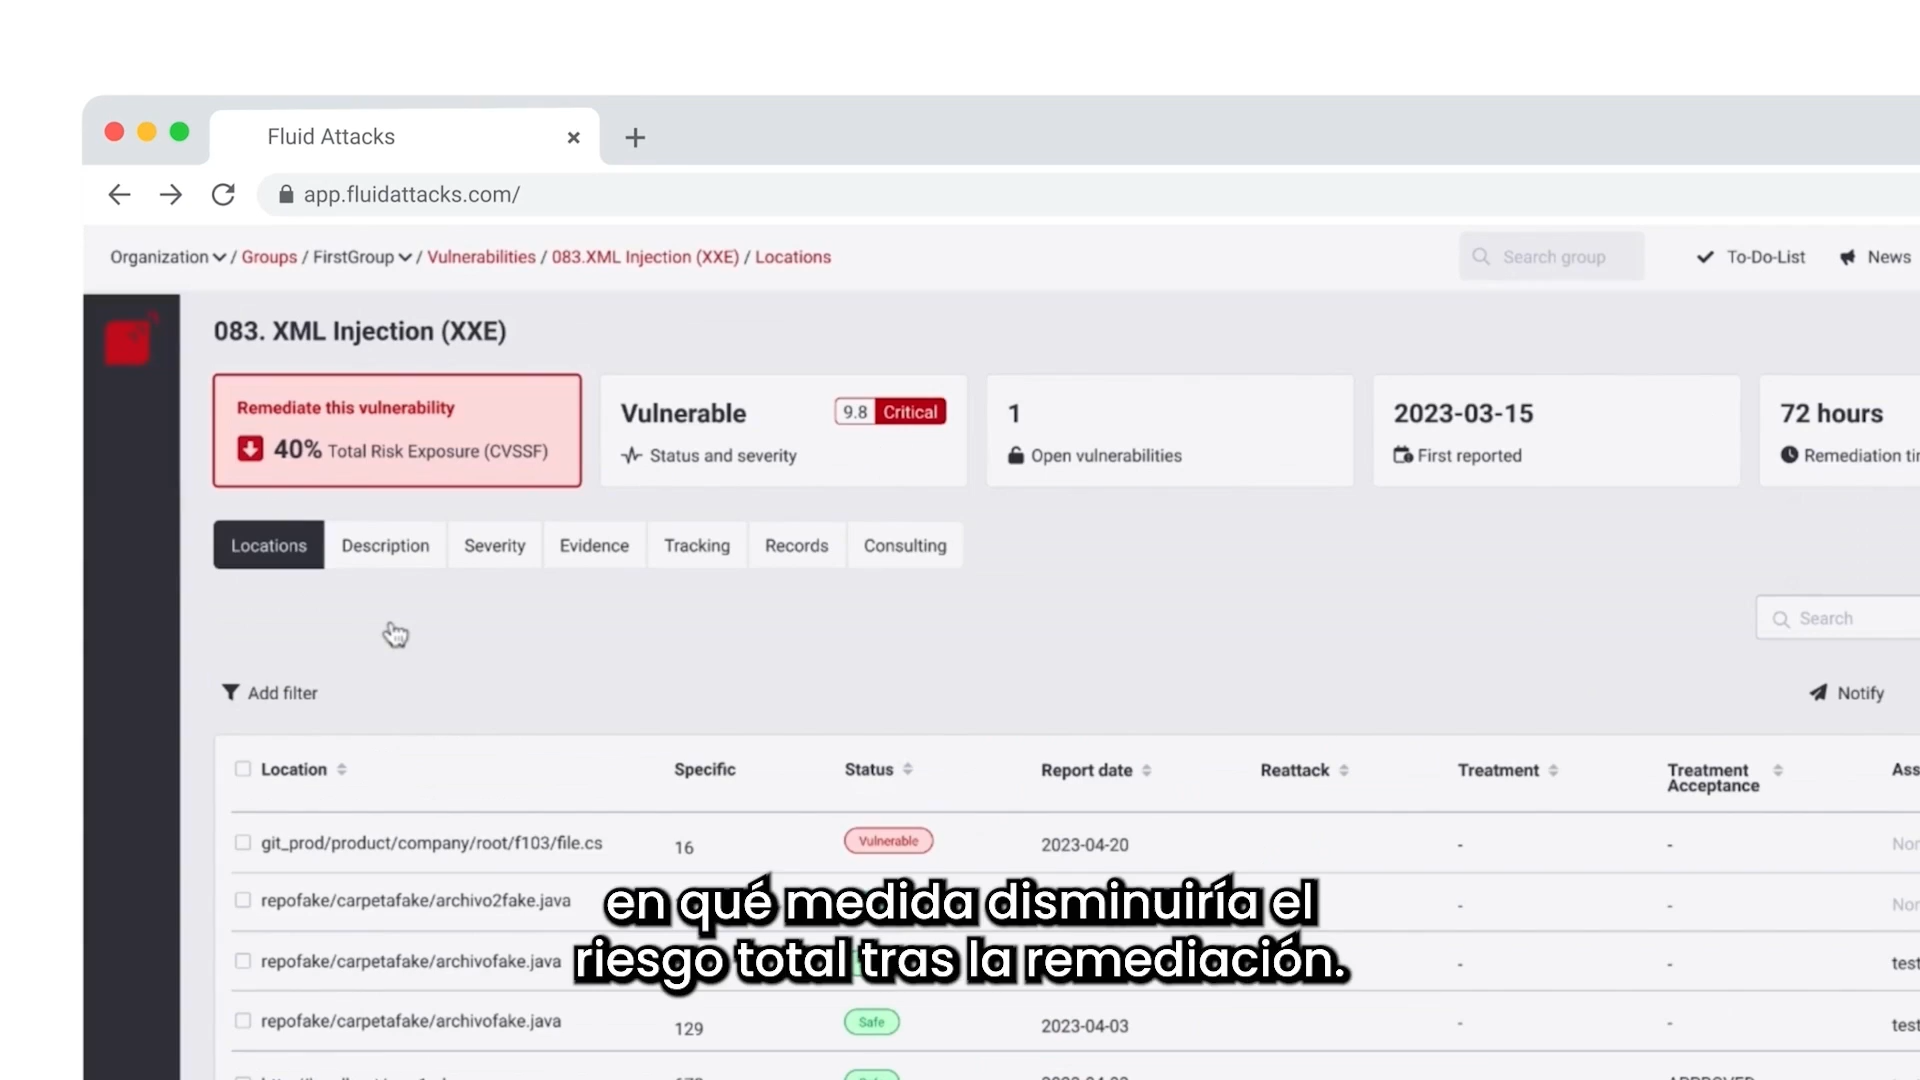 Fluid Attacks
app.fluidattacks.com/
Organization / Groups / FirstGroup / Vulnerabilities / 083.XML Injection (XXE) / Locations
Search group
To-Do-List
News
083. XML Injection (XXE)
Remediate this vulnerability
40% Total Risk Exposure (CVSSF)
Vulnerable
9.8 Critical
Status and severity
1
Open vulnerabilities
2023-03-15
First reported
72 hours
Remediation
Locations Description Severity Evidence Tracking Records Consulting
Search
Add filter
Notify
Location Specific Status Report date Reattack Treatment Treatment Acceptance
git_prod/product/company/root/f103/file.cs 16 Vulnerable 2023-04-20 - -
repofake/carpetafake/archivo2fake.java - -
repofake/carpetafake/archivofake.java - - test
repofake/carpetafake/archivofake.java 129 Safe 2023-04-03 - - test
en qué medida disminuiría el
riesgo total tras la remediación.